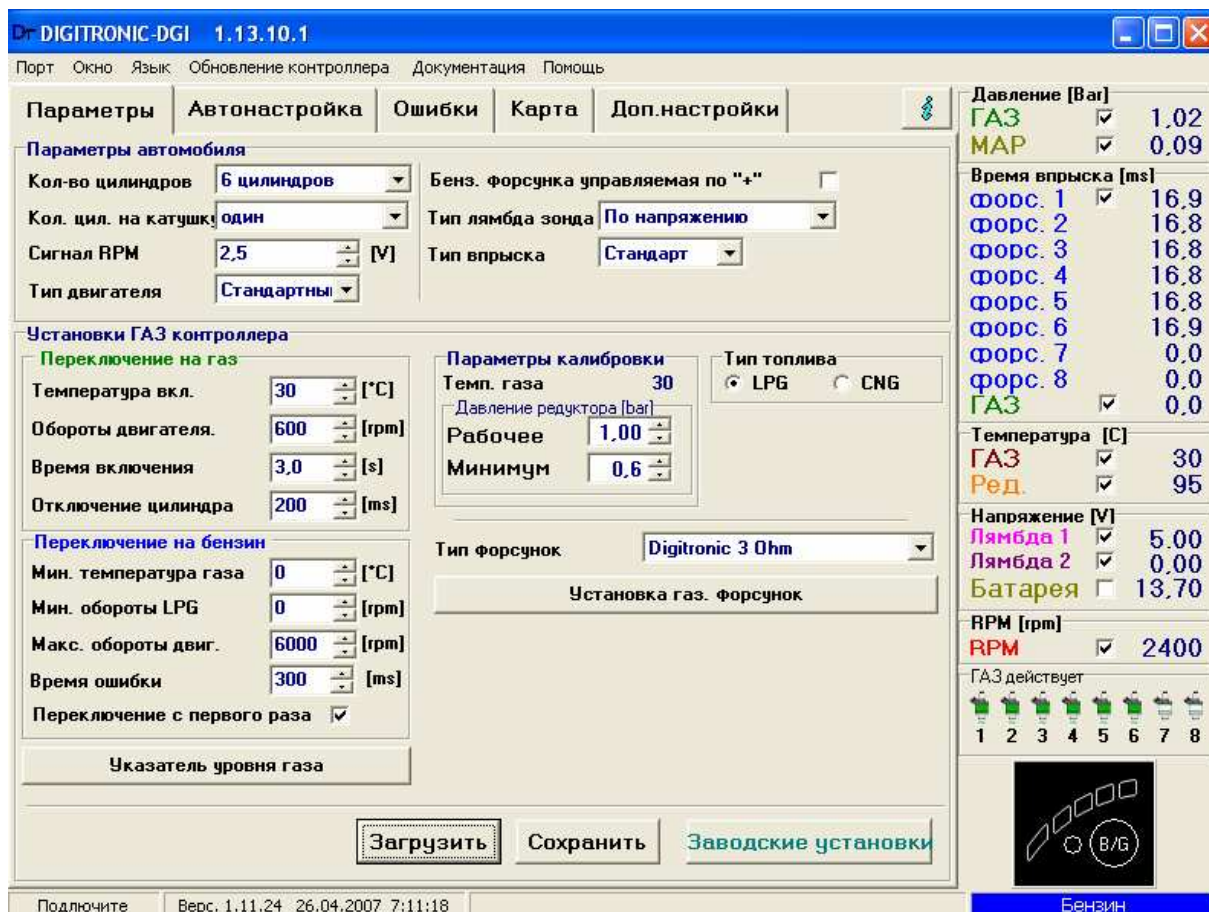 DT DIGITRONIC-DGI 1.13.10.1
Порт Окно Язык Обновление контроллера Документация Помощь
Параметры Автонастройка Ошибки Карта Доп.настройки
Параметры автомобиля
Кол-во цилиндров 6 цилиндров
Кол. цил. на катушку один
Сигнал RPM 2,5 [V]
Тип двигателя Стандартны
Бенз. форсунка управляемая по "+"
Тип лямбда зонда По напряжению
Тип впрыска Стандарт
Установки ГАЗ контроллера
Переключение на газ
Температура вкл. 30 [°C]
Обороты двигателя. 600 [rpm]
Время включения 3,0 [s]
Отключение цилиндра 200 [ms]
Переключение на бензин
Мин. температура газа 0 [°C]
Мин. обороты LPG 0 [rpm]
Макс. обороты двиг. 6000 [rpm]
Время ошибки 300 [ms]
Переключение с первого раза
Указатель уровня газа
Параметры калибровки
Темп. газа 30
Давление редуктора [bar]
Рабочее 1,00
Минимум 0,6
Тип топлива
LPG CNG
Тип форсунок Digitronic 3 Ohm
Установка газ. форсунок
Загрузить Сохранить Заводские установки
Давление [Bar]
ГАЗ 1,02
MAP 0,09
Время впрыска [ms]
форс. 1 16,9
форс. 2 16,8
форс. 3 16,8
форс. 4 16,8
форс. 5 16,8
форс. 6 16,9
форс. 7 0,0
форс. 8 0,0
ГАЗ 0,0
Температура [C]
ГАЗ 30
Ред. 95
Напряжение [V]
Лямбда 1 5.00
Лямбда 2 0,00
Батарея 13,70
RPM [rpm]
RPM 2400
ГАЗ действует
1 2 3 4 5 6 7 8
B/G
Подлючите Верс. 1.11.24 26.04.2007 7:11:18 Бензин